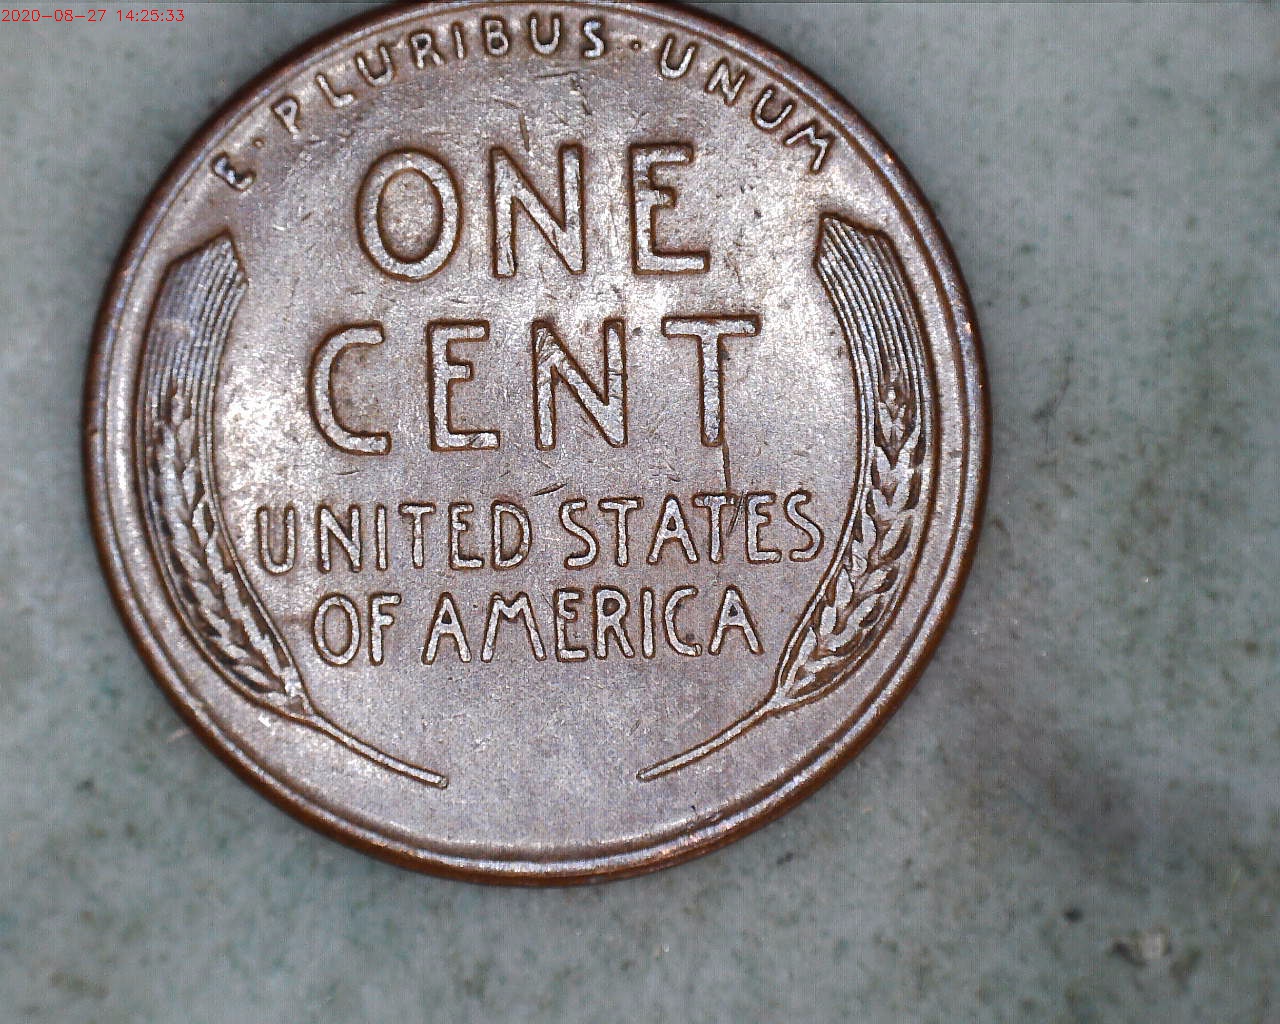 2020-08-27 14:25:33
E·PLURIBUS·UNUM
ONE
CENT
UNITED STATES
OF AMERICA